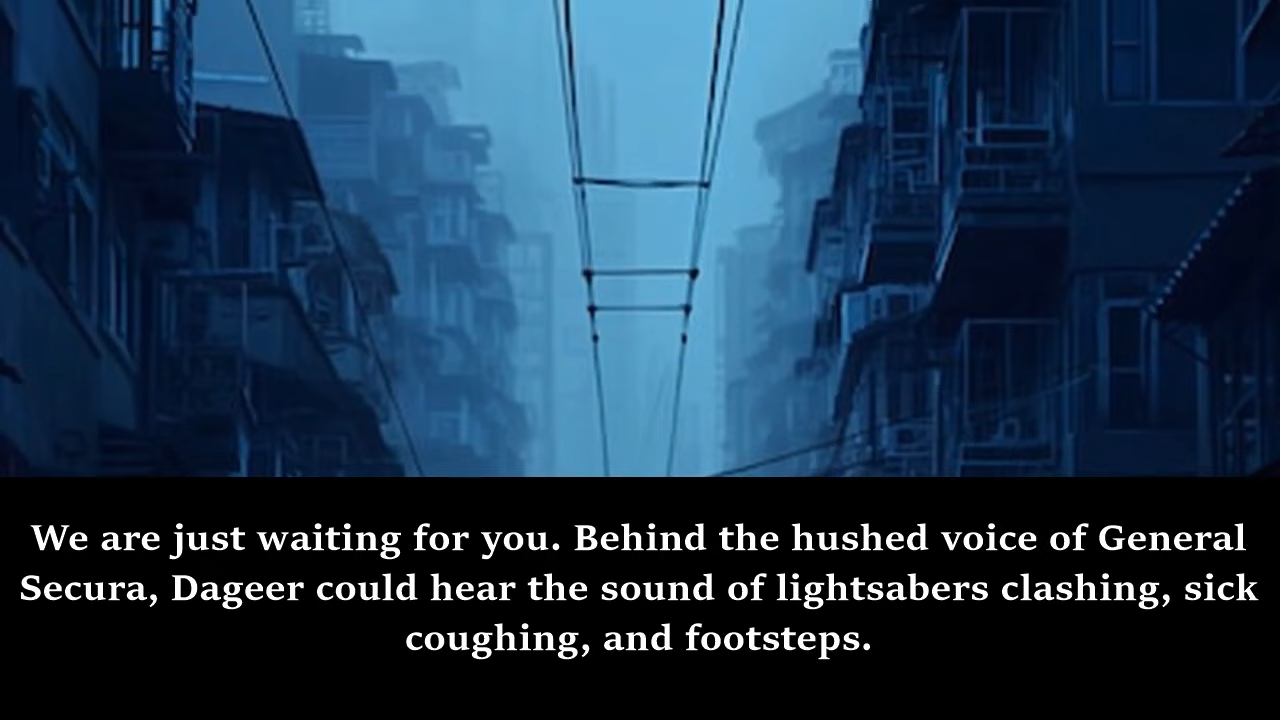 We are just waiting for you. Behind the hushed voice of General
Secura, Dageer could hear the sound of lightsabers clashing, sick
coughing, and footsteps.